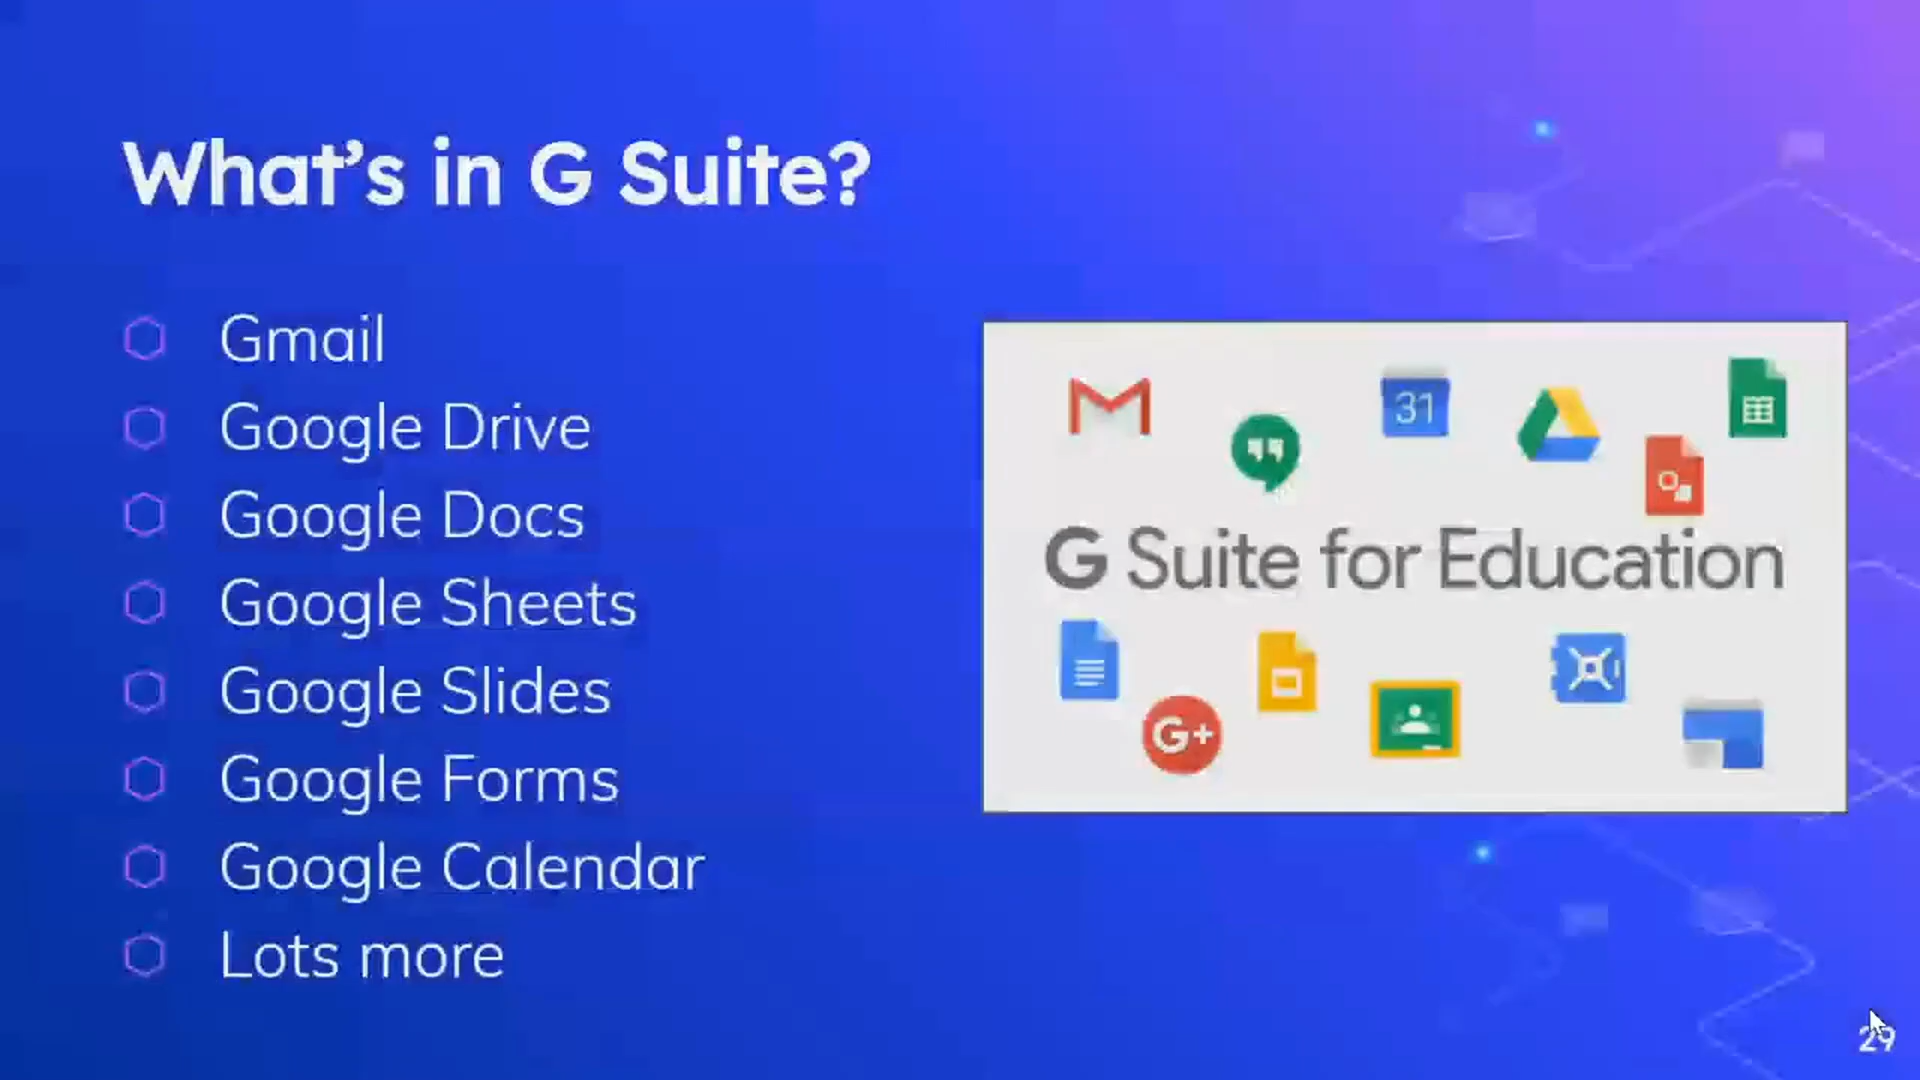 What's in G Suite?
Gmail
Google Drive
Google Docs
Google Sheets
Google Slides
Google Forms
Google Calendar
Lots more
31
G Suite for Education
G+
29